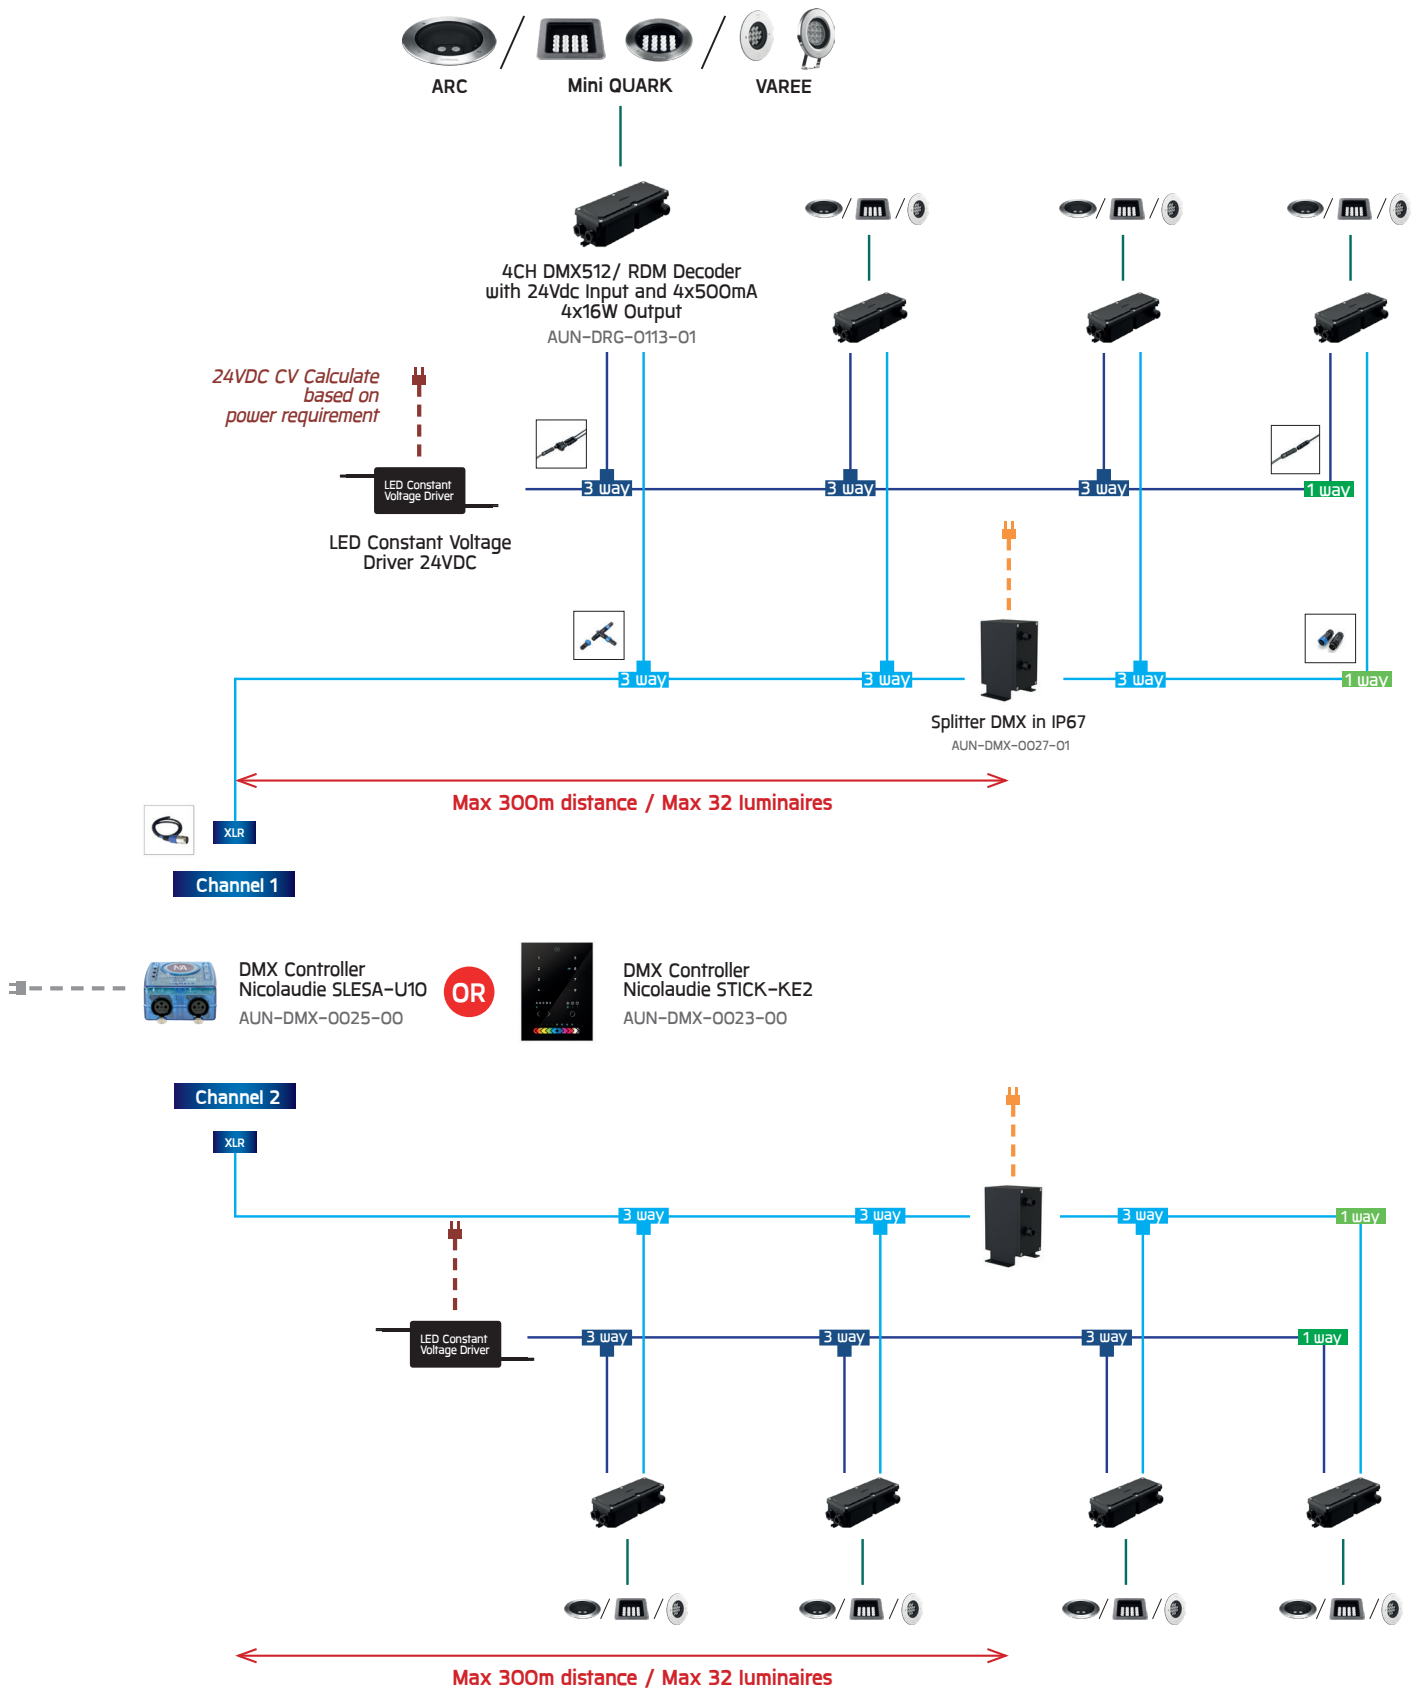 ARC
Mini QUARK
VAREE
4CH DMX512/ RDM Decoder
with 24Vdc Input and 4x500mA
4x16W Output
AUN-DRG-0113-01
24VDC CV Calculate
based on
power requirement
LED Constant
Voltage Driver
3 way
3 way
3 way
1 way
LED Constant Voltage
Driver 24VDC
3 way
3 way
3 way
1 way
Splitter DMX in IP67
AUN-DMX-0027-01
Max 300m distance / Max 32 luminaires
XLR
Channel 1
DMX Controller
Nicolaudie SLESA-U10
AUN-DMX-0025-00
OR
DMX Controller
Nicolaudie STICK-KE2
AUN-DMX-0023-00
Channel 2
XLR
3 way
3 way
3 way
1 way
LED Constant
Voltage Driver
3 way
3 way
3 way
1 way
Max 300m distance / Max 32 luminaires